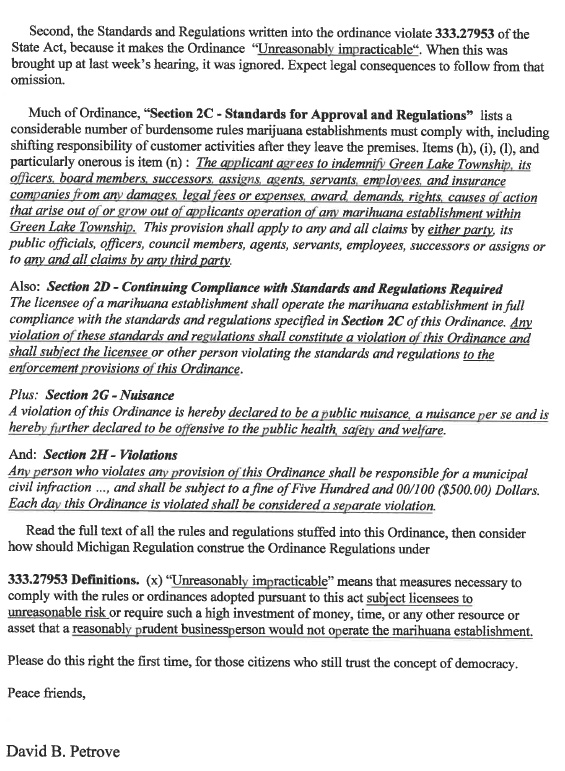 Second, the Standards and Regulations written into the ordinance violate 333.27953 of the
State Act, because it makes the Ordinance “Unreasonably impracticable“. When this was
brought up at last week’s hearing, it was ignored. Expect legal consequences to follow from that
omission.
Much of Ordinance, “Section 2C - Standards for Approval and Regulations” lists a
considerable number of burdensome rules marijuana establishments must comply with, including
shifting responsibility of customer activities after they leave the premises. Items (h), (i), (l), and
particularly onerous is item (n) : The applicant agrees to indemnify Green Lake Township, its
officers, board members, successors, assigns, agents, servants, employees, and insurance
companies from any damages, legal fees or expenses, award, demands, rights, causes of action
that arise out of or grow out of applicants operation of any marihuana establishment within
Green Lake Township. This provision shall apply to any and all claims by either party, its
public officials, officers, council members, agents, servants, employees, successors or assigns or
to any and all claims by any third party.
Also: Section 2D - Continuing Compliance with Standards and Regulations Required
The licensee of a marihuana establishment shall operate the marihuana establishment in full
compliance with the standards and regulations specified in Section 2C of this Ordinance. Any
violation of these standards and regulations shall constitute a violation of this Ordinance and
shall subject the licensee or other person violating the standards and regulations to the
enforcement provisions of this Ordinance.
Plus: Section 2G - Nuisance
A violation of this Ordinance is hereby declared to be a public nuisance, a nuisance per se and is
hereby further declared to be offensive to the public health, safety and welfare.
And: Section 2H - Violations
Any person who violates any provision of this Ordinance shall be responsible for a municipal
civil infraction ..., and shall be subject to a fine of Five Hundred and 00/100 ($500.00) Dollars.
Each day this Ordinance is violated shall be considered a separate violation.
Read the full text of all the rules and regulations stuffed into this Ordinance, then consider
how should Michigan Regulation construe the Ordinance Regulations under
333.27953 Definitions. (x) “Unreasonably impracticable” means that measures necessary to
comply with the rules or ordinances adopted pursuant to this act subject licensees to
unreasonable risk or require such a high investment of money, time, or any other resource or
asset that a reasonably prudent businessperson would not operate the marihuana establishment.
Please do this right the first time, for those citizens who still trust the concept of democracy.
Peace friends,
David B. Petrove